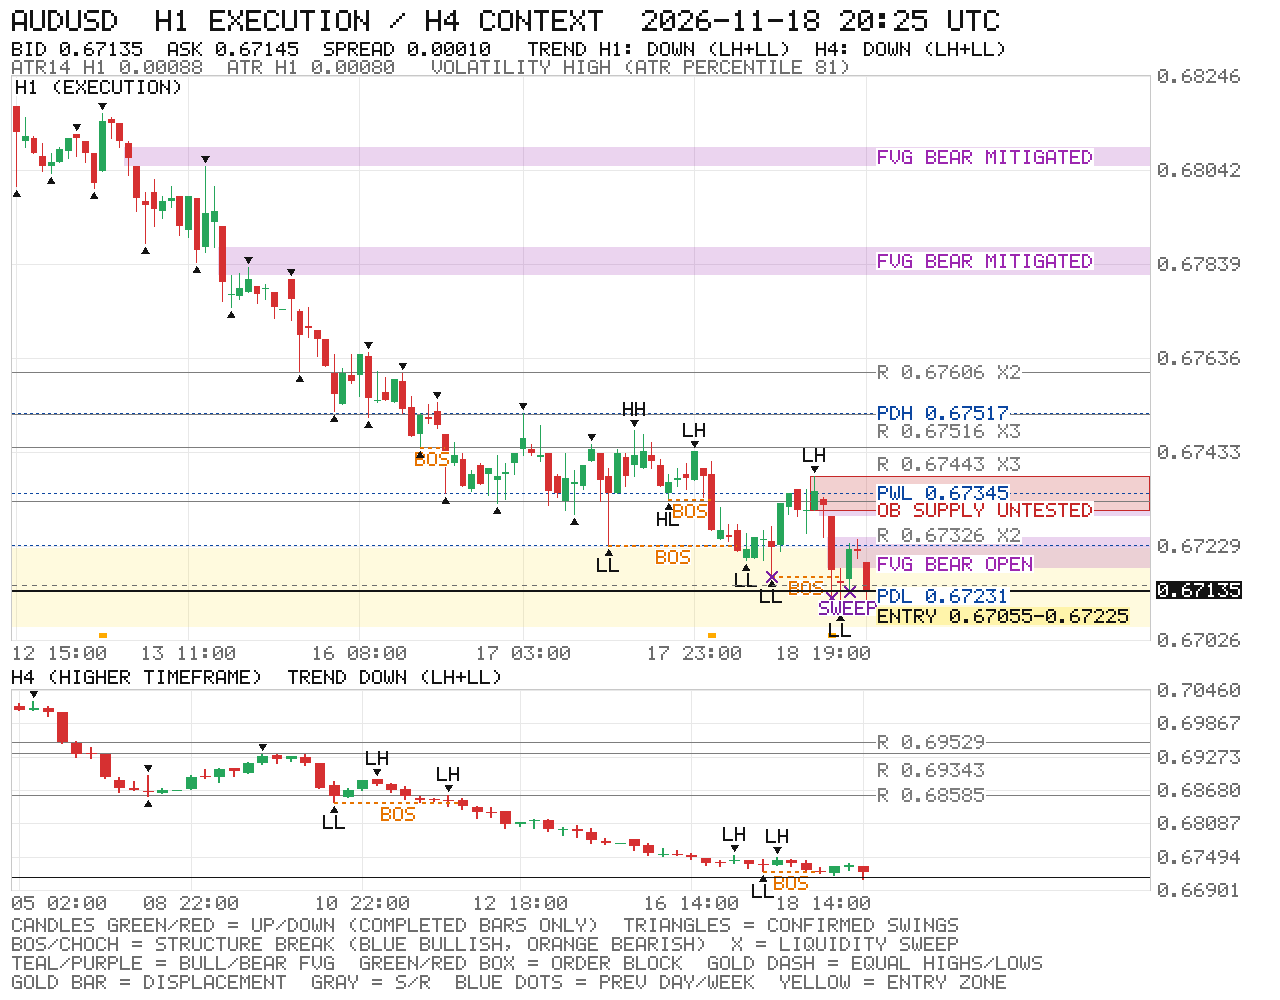 AUDUSD  H1 EXECUTION / H4 CONTEXT  2026-11-18 20:25 UTC
BID 0.67135  ASK 0.67145  SPREAD 0.00010  TREND H1: DOWN (LH+LL)  H4: DOWN (LH+LL)
ATR14 H1 0.00088  ATR H1 0.00080  VOLATILITY HIGH (ATR PERCENTILE 81)
0.68246
H1 (EXECUTION)
FVG BEAR MITIGATED
0.68042
FVG BEAR MITIGATED
0.67839
0.67636
R 0.67606 X2
HH
PDH 0.67517
LH
R 0.67516 X3
0.67433
BOS
LH
R 0.67443 X3
PWL 0.67345
HL
BOS
OB SUPPLY UNTESTED
R 0.67326 X2
0.67229
BOS
LL
FVG BEAR OPEN
LL
BOS
0.67135
LL
PDL 0.67231
SWEEP
ENTRY 0.67055-0.67225
LL
0.67026
12 15:00  13 11:00  16 08:00  17 03:00  17 23:00  18 19:00
H4 (HIGHER TIMEFRAME)  TREND DOWN (LH+LL)
0.70460
0.69867
R 0.69529
0.69273
LH
R 0.69343
LH
0.68680
R 0.68585
BOS
LL
0.68087
LH
LH
0.67494
BOS
LL
0.66901
05 02:00  08 22:00  10 22:00  12 18:00  16 14:00  18 14:00
CANDLES GREEN/RED = UP/DOWN (COMPLETED BARS ONLY)  TRIANGLES = CONFIRMED SWINGS
BOS/CHOCH = STRUCTURE BREAK (BLUE BULLISH, ORANGE BEARISH)  X = LIQUIDITY SWEEP
TEAL/PURPLE = BULL/BEAR FVG  GREEN/RED BOX = ORDER BLOCK  GOLD DASH = EQUAL HIGHS/LOWS
GOLD BAR = DISPLACEMENT  GRAY = S/R  BLUE DOTS = PREV DAY/WEEK  YELLOW = ENTRY ZONE